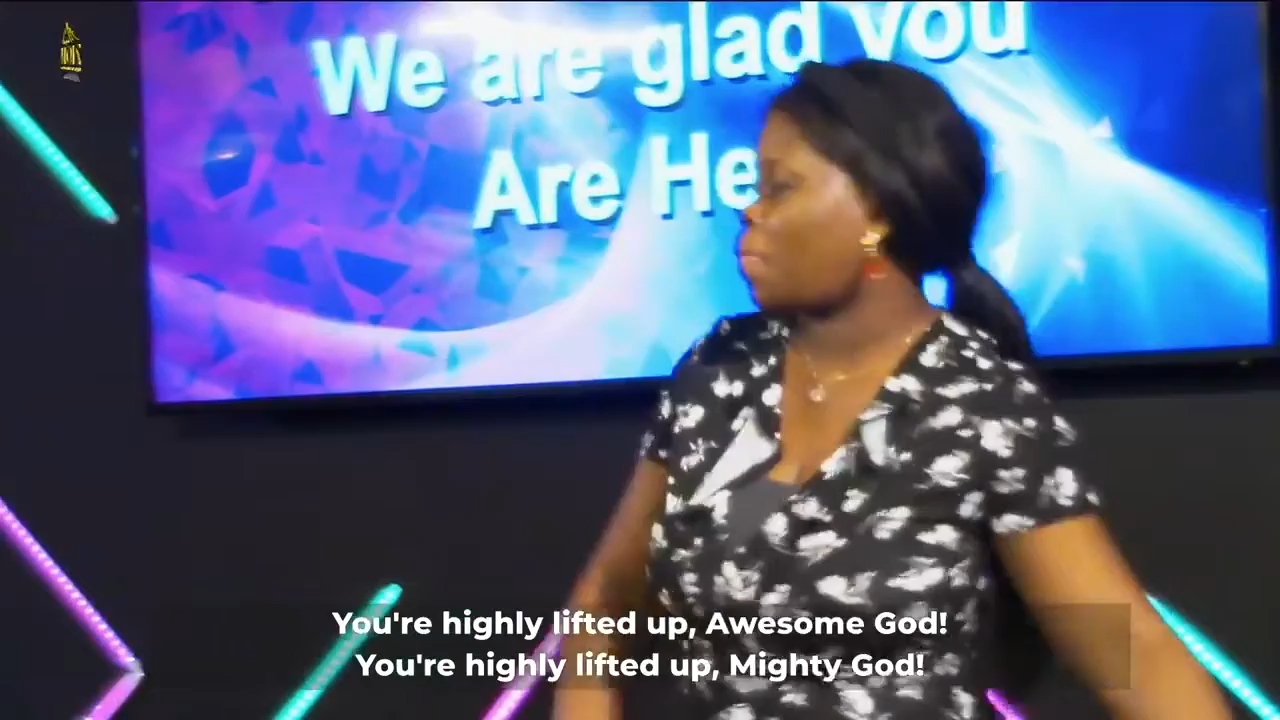 We are glad you
Are He
You're highly lifted up, Awesome God!
You're highly lifted up, Mighty God!